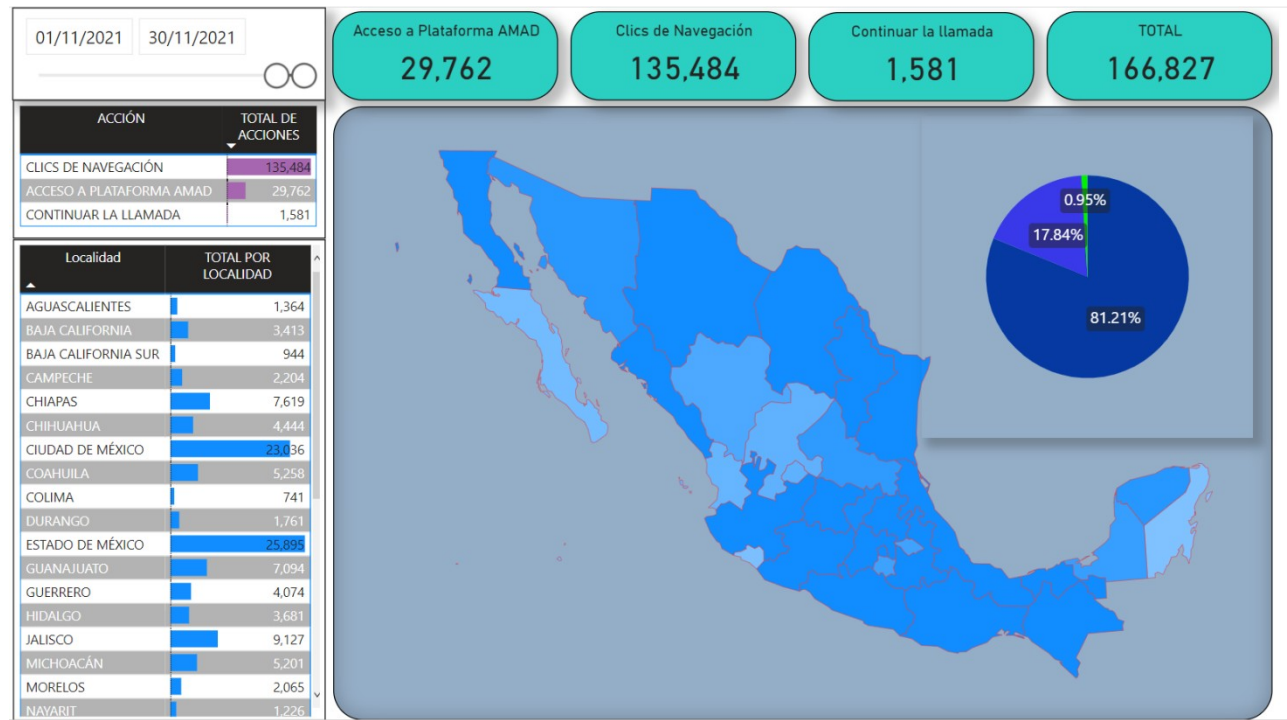 01/11/2021 30/11/2021
Acceso a Plataforma AMAD
29,762
Clics de Navegación
135,484
Continuar la llamada
1,581
TOTAL
166,827
ACCIÓN TOTAL DE
ACCIONES
CLICS DE NAVEGACIÓN 135,484
ACCESO A PLATAFORMA AMAD 29,762
CONTINUAR LA LLAMADA 1,581
Localidad TOTAL POR
LOCALIDAD
AGUASCALIENTES 1,364
BAJA CALIFORNIA 3,413
BAJA CALIFORNIA SUR 944
CAMPECHE 2,204
CHIAPAS 7,619
CHIHUAHUA 4,444
CIUDAD DE MÉXICO 23,036
COAHUILA 5,258
COLIMA 741
DURANGO 1,761
ESTADO DE MÉXICO 25,895
GUANAJUATO 7,094
GUERRERO 4,074
HIDALGO 3,681
JALISCO 9,127
MICHOACÁN 5,201
MORELOS 2,065
NAYARIT 1,226
0.95%
17.84%
81.21%